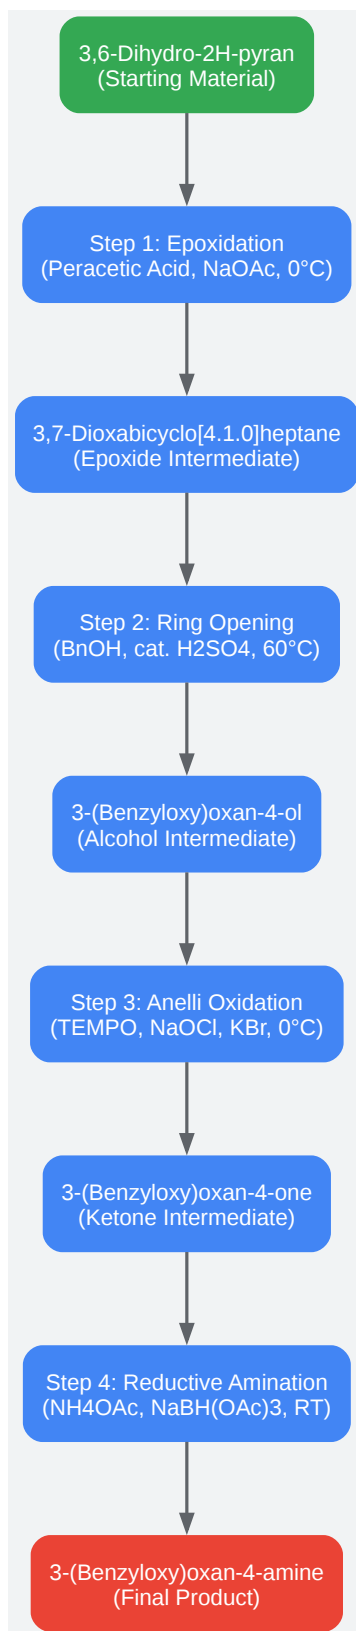 3,6-Dihydro-2H-pyran
(Starting Material)
Step 1: Epoxidation
(Peracetic Acid, NaOAc, 0°C)
3,7-Dioxabicyclo[4.1.0]heptane
(Epoxide Intermediate)
Step 2: Ring Opening
(BnOH, cat. H2SO4, 60°C)
3-(Benzyloxy)oxan-4-ol
(Alcohol Intermediate)
Step 3: Anelli Oxidation
(TEMPO, NaOCl, KBr, 0°C)
3-(Benzyloxy)oxan-4-one
(Ketone Intermediate)
Step 4: Reductive Amination
(NH4OAc, NaBH(OAc)3, RT)
3-(Benzyloxy)oxan-4-amine
(Final Product)